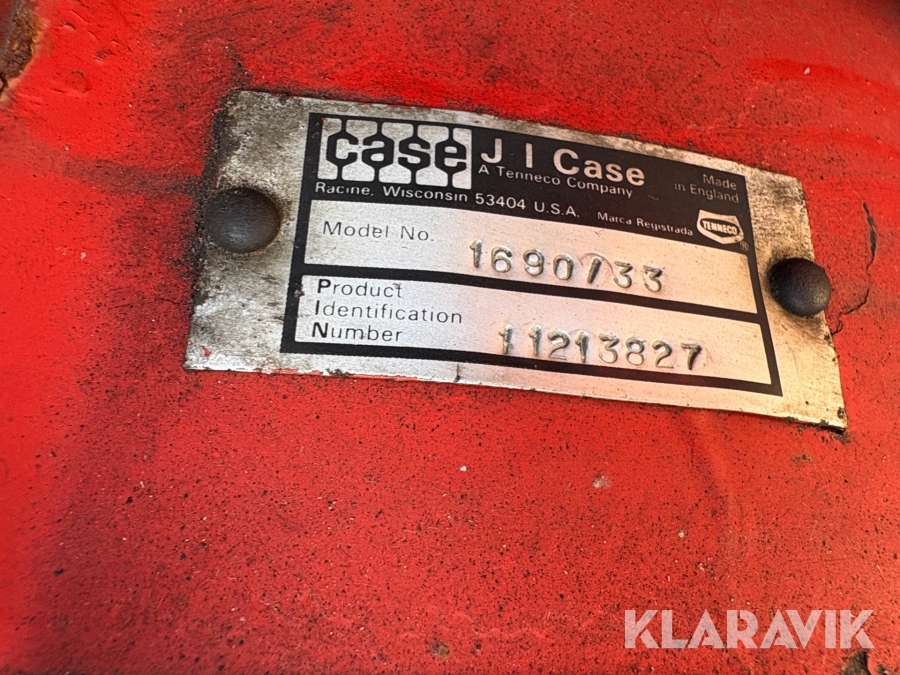 case J I Case
A Tenneco Company
Made in England
Racine, Wisconsin 53404 U.S.A. Marca Registrada TENNECO ®
Model No. 1690/33
Product
Identification
Number 11213827
KLARAVIK